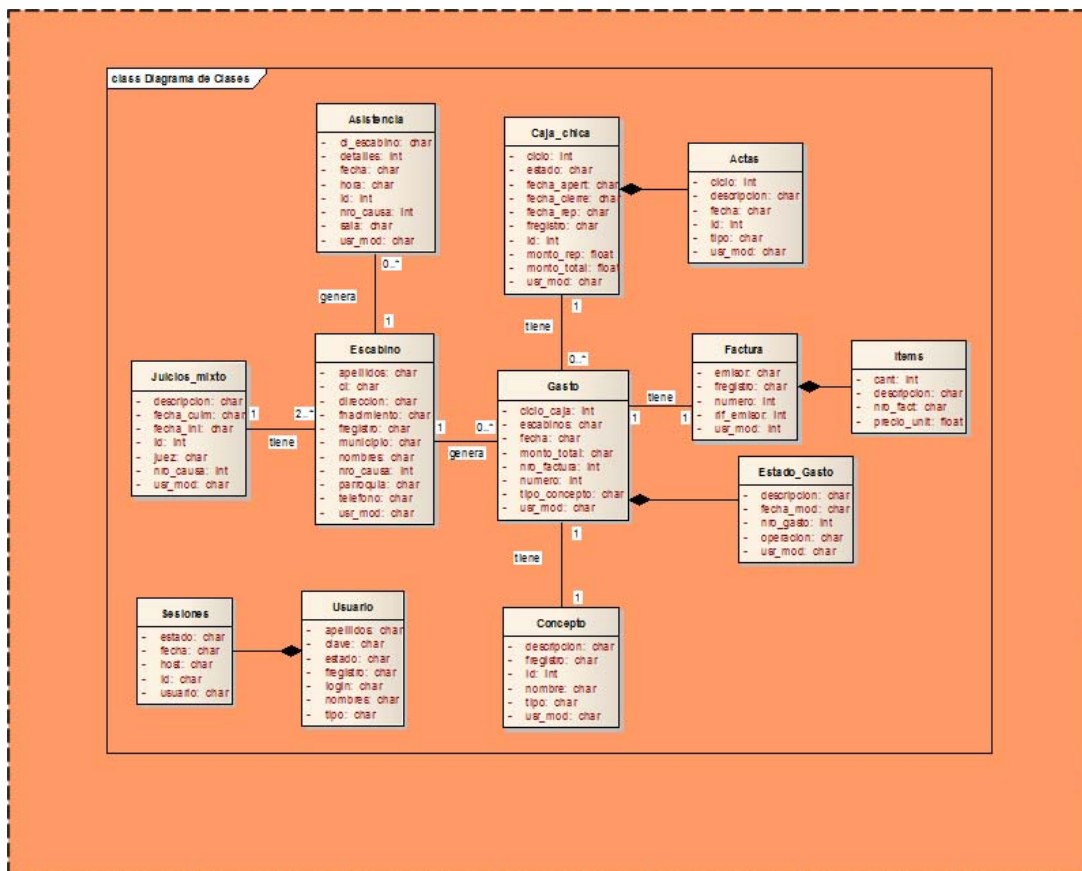 class Diagrama de Clases
Asistencia
- ci_escabino: char
- detalles: int
- fecha: char
- hora: char
- id: int
- nro_causa: int
- sala: char
- usr_mod: char
Caja_chica
- ciclo: int
- estado: char
- fecha_apert: char
- fecha_cierre: char
- fecha_rep: char
- fregistro: char
- id: int
- monto_rep: float
- monto_total: float
- usr_mod: char
Actas
- ciclo: int
- descripcion: char
- fecha: char
- id: int
- tipo: char
- usr_mod: char
0..*
genera
1
1
tiene
0..*
Juicios_mixto
- descripcion: char
- fecha_culm: char
- fecha_ini: char
- id: int
- juez: char
- nro_causa: int
- usr_mod: char
1
2..*
tiene
Escabino
- apellidos: char
- ci: char
- direccion: char
- fnacimiento: char
- fregistro: char
- municipio: char
- nombres: char
- nro_causa: int
- parroquia: char
- telefono: char
- usr_mod: char
1
0..*
genera
Gasto
- ciclo_caja: int
- escabinos: char
- fecha: char
- monto_total: char
- nro_factura: int
- numero: int
- tipo_concepto: char
- usr_mod: char
tiene
1
1
Factura
- emisor: char
- fregistro: char
- numero: int
- rif_emisor: int
- usr_mod: int
Items
- cant: int
- descripcion: char
- nro_fact: char
- precio_unit: float
Estado_Gasto
- descripcion: char
- fecha_mod: char
- nro_gasto: int
- operacion: char
- usr_mod: char
1
tiene
1
Sesiones
- estado: char
- fecha: char
- host: char
- id: char
- usuario: char
Usuario
- apellidos: char
- clave: char
- estado: char
- fregistro: char
- login: char
- nombres: char
- tipo: char
Concepto
- descripcion: char
- fregistro: char
- id: int
- nombre: char
- tipo: char
- usr_mod: char